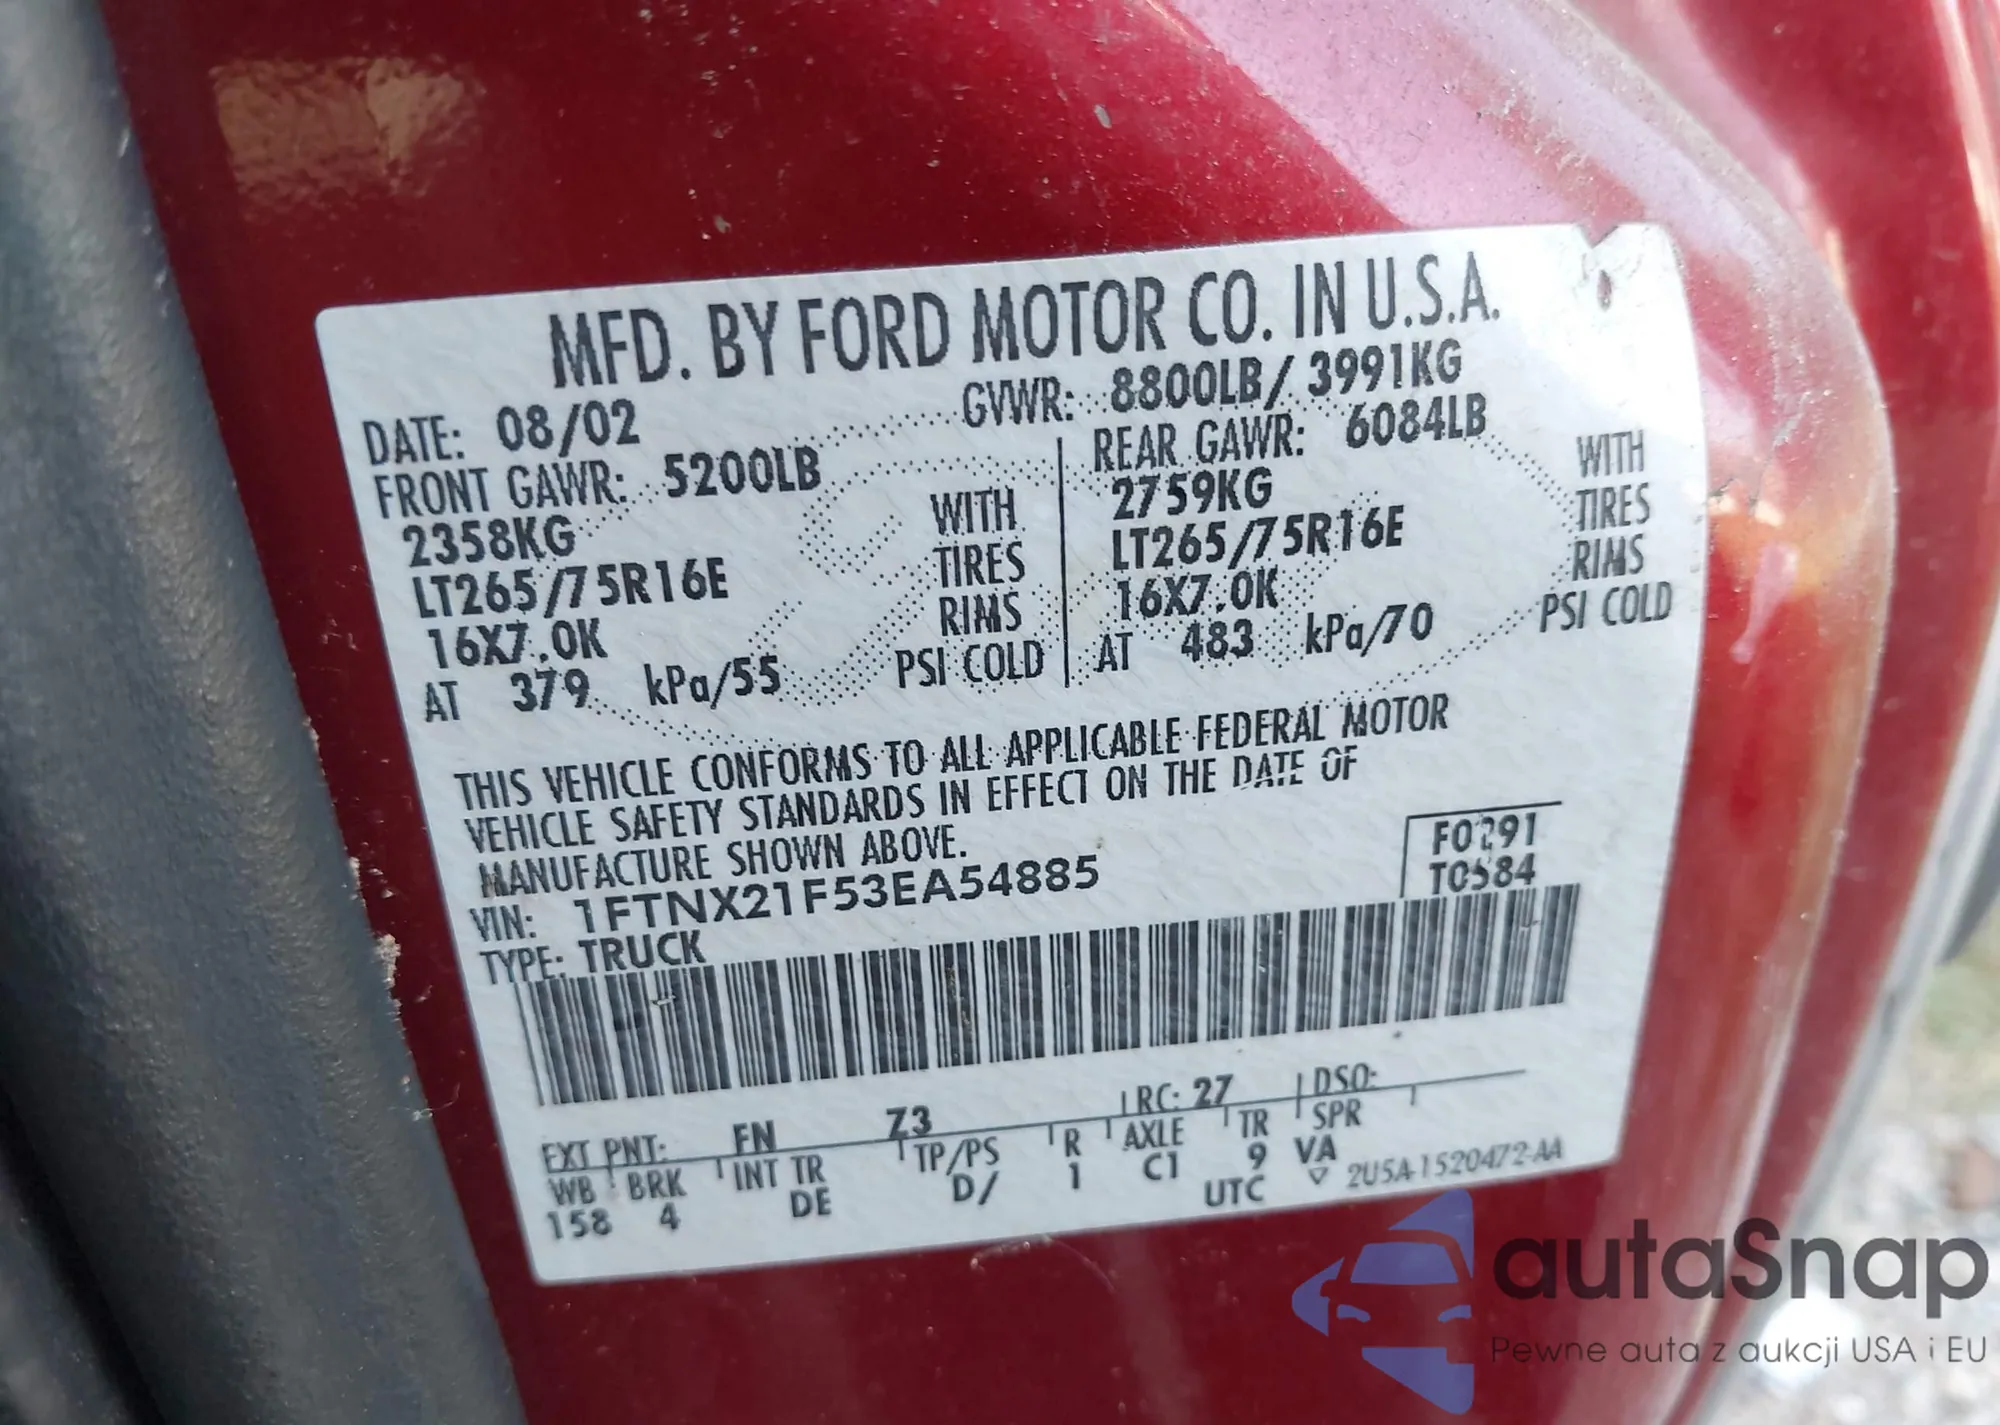 MFD. BY FORD MOTOR CO. IN U.S.A.
DATE: 08/02 GVWR: 8800LB/ 3991KG
FRONT GAWR: 5200LB REAR GAWR: 6084LB
2358KG WITH 2759KG WITH
LT265/75R16E TIRES LT265/75R16E TIRES
16X7.0K RIMS 16X7.0K RIMS
AT 379 kPa/55 PSI COLD AT 483 kPa/70 PSI COLD
THIS VEHICLE CONFORMS TO ALL APPLICABLE FEDERAL MOTOR
VEHICLE SAFETY STANDARDS IN EFFECT ON THE DATE OF
MANUFACTURE SHOWN ABOVE.
VIN: 1FTNX21F53EA54885
TYPE: TRUCK
EXT PNT: FN Z3 RC: 27 DSO:
WB BRK INT TR TP/PS R AXLE TR SPR
158 4 DE D/ 1 C1 9 VA
UTC ▽ 2U5A-1520472-AA
autaSnap
Pewne auta z aukcji USA i EU